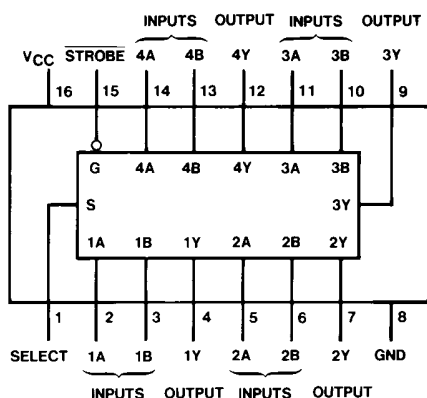 INPUTS OUTPUT INPUTS OUTPUT
VCC STROBE 4A 4B 4Y 3A 3B 3Y
16 15 14 13 12 11 10 9
G 4A 4B 4Y 3A 3B
S 3Y
1A 1B 1Y 2A 2B 2Y
1 2 3 4 5 6 7 8
SELECT 1A 1B 1Y 2A 2B 2Y GND
INPUTS OUTPUT INPUTS OUTPUT